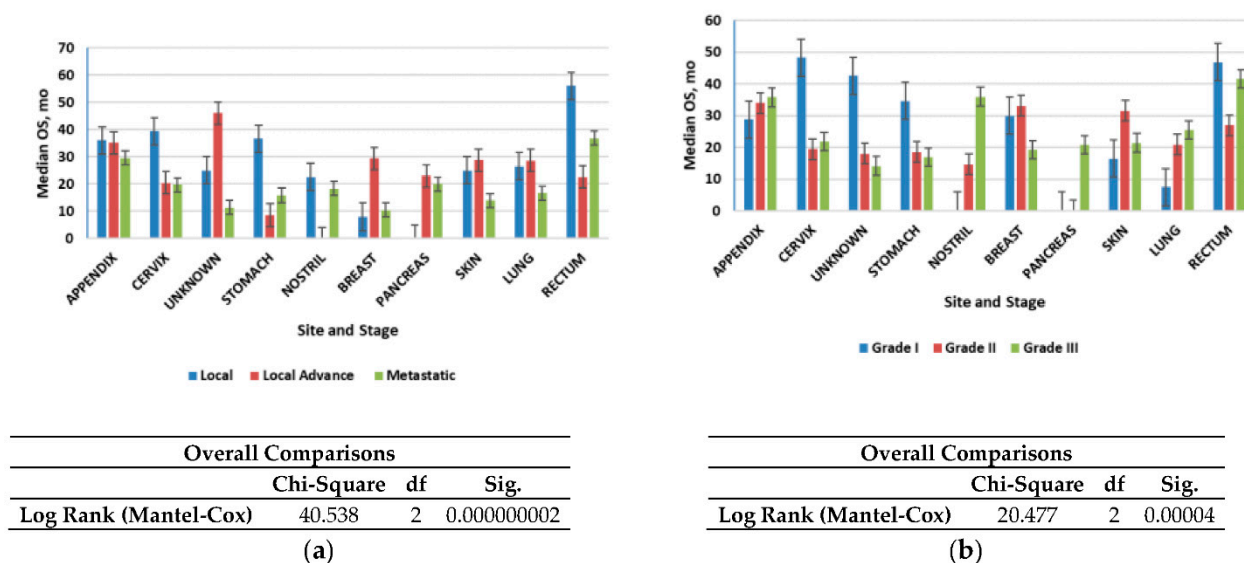 70
60
50
40
30
20
10
0
Median OS, mo
APPENDIX
CERVIX
UNKNOWN
STOMACH
NOSTRIL
BREAST
PANCREAS
SKIN
LUNG
RECTUM
Site and Stage
Local Local Advance Metastatic
Overall Comparisons
Chi-Square df Sig.
Log Rank (Mantel-Cox) 40.538 2 0.000000002
(a)
60
50
40
30
20
10
0
Median OS, mo
APPENDIX
CERVIX
UNKNOWN
STOMACH
NOSTRIL
BREAST
PANCREAS
SKIN
LUNG
RECTUM
Site and Stage
Grade I Grade II Grade III
Overall Comparisons
Chi-Square df Sig.
Log Rank (Mantel-Cox) 20.477 2 0.00004
(b)